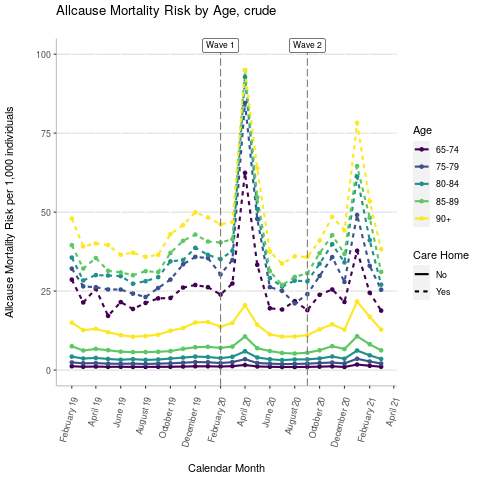 Allcause Mortality Risk by Age, crude
Allcause Mortality Risk per 1,000 individuals
100
75
50
25
0
Wave 1
Wave 2
Age
65-74
75-79
80-84
85-89
90+
Care Home
No
Yes
February 19
April 19
June 19
August 19
October 19
December 19
February 20
April 20
June 20
August 20
October 20
December 20
February 21
April 21
Calendar Month